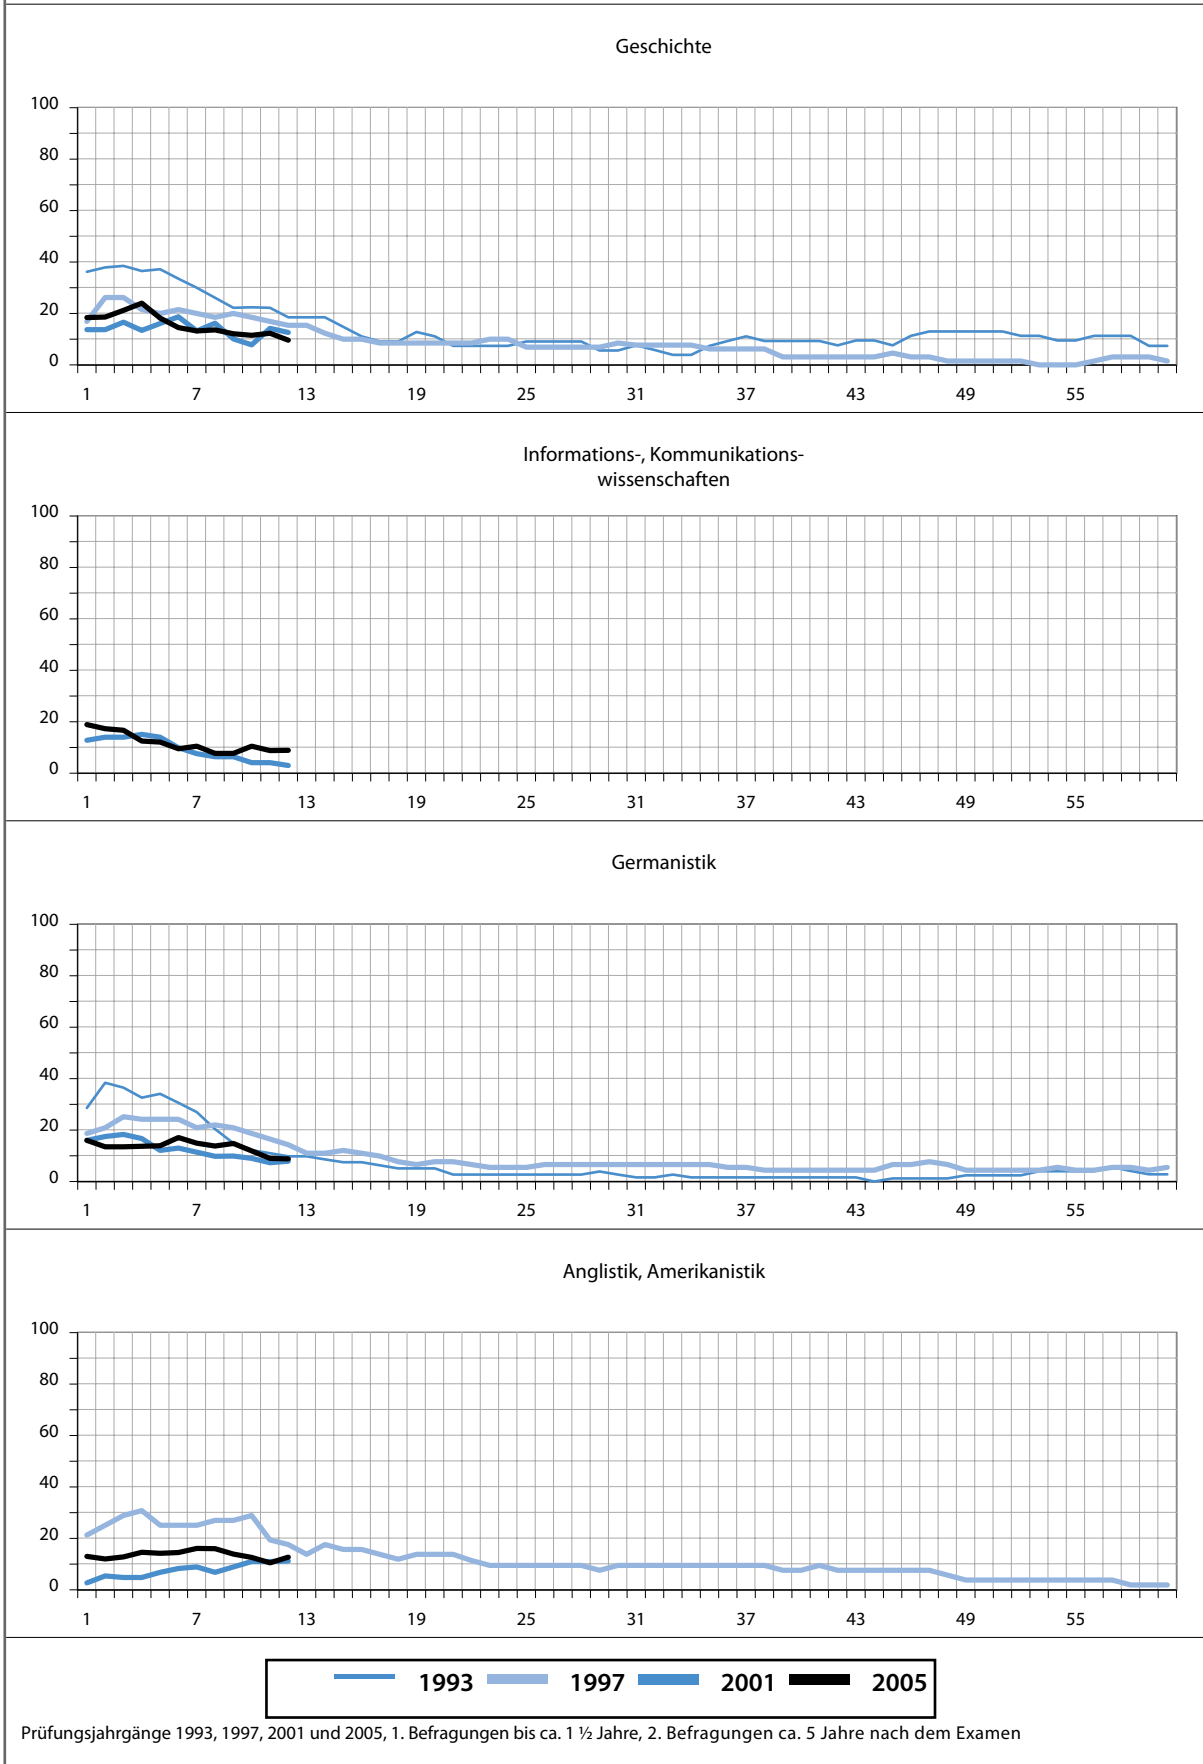 Geschichte
100
80
60
40
20
0
1 7 13 19 25 31 37 43 49 55
Informations-, Kommunikations-
wissenschaften
100
80
60
40
20
0
1 7 13 19 25 31 37 43 49 55
Germanistik
100
80
60
40
20
0
1 7 13 19 25 31 37 43 49 55
Anglistik, Amerikanistik
100
80
60
40
20
0
1 7 13 19 25 31 37 43 49 55
1993 1997 2001 2005
Prüfungsjahrgänge 1993, 1997, 2001 und 2005, 1. Befragungen bis ca. 1 ½ Jahre, 2. Befragungen ca. 5 Jahre nach dem Examen